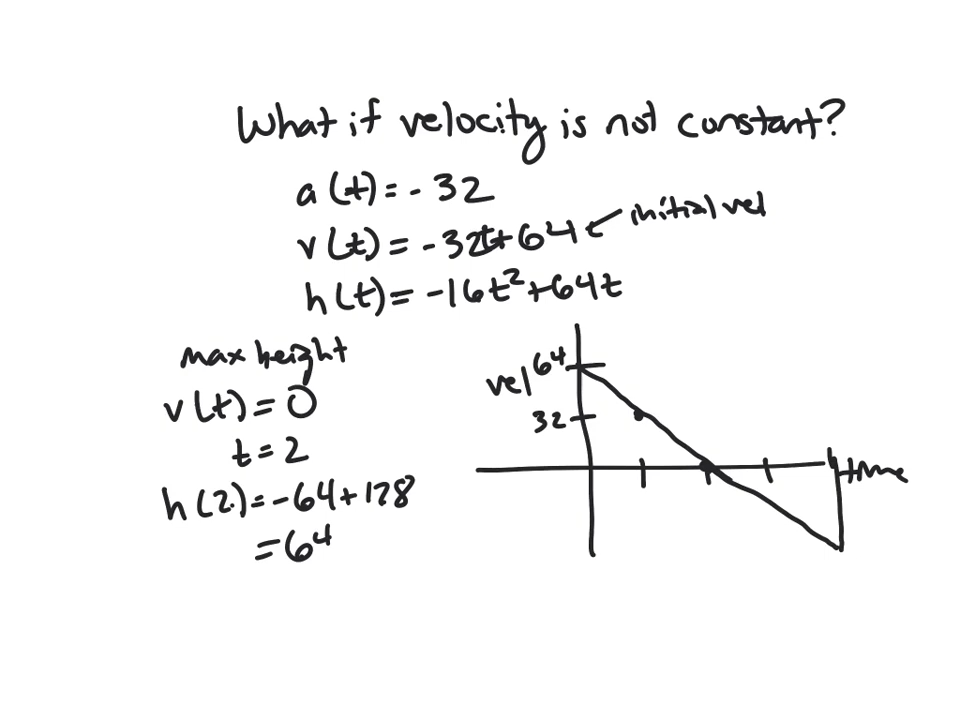 What if velocity is not constant?
a(t) = -32
v(t) = -32t+64 ← initial vel
h(t) = -16t²+64t
max height
v(t) = 0
t = 2
h(2) = -64+128
= 64
vel
64
32
time